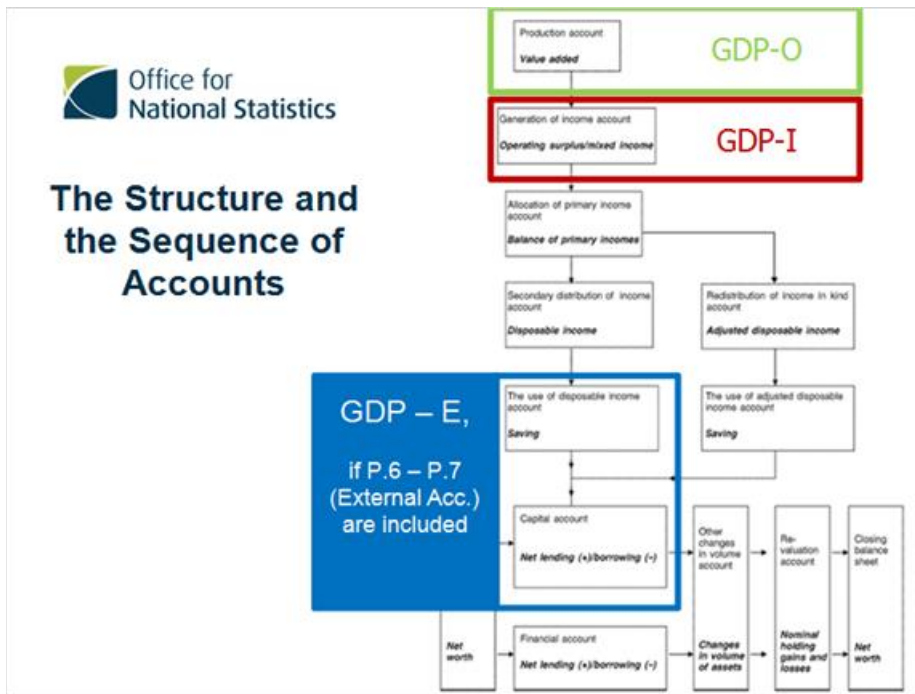 Office for
National Statistics
The Structure and
the Sequence of
Accounts
Production account
Value added
GDP-O
Generation of income account
Operating surplus/mixed income
GDP-I
Allocation of primary income
account
Balance of primary incomes
Secondary distribution of income
account
Disposable income
Redistribution of income in kind
account
Adjusted disposable income
GDP – E,
if P.6 – P.7
(External Acc.)
are included
The use of disposable income
account
Saving
The use of adjusted disposable
income account
Saving
Capital account
Net lending (+)/borrowing (-)
Other
changes
in volume
account
Changes
in volume
of assets
Re-
valuation
account
Nominal
holding
gains and
losses
Closing
balance
sheet
Net
worth
Net
worth
Financial account
Net lending (+)/borrowing (-)